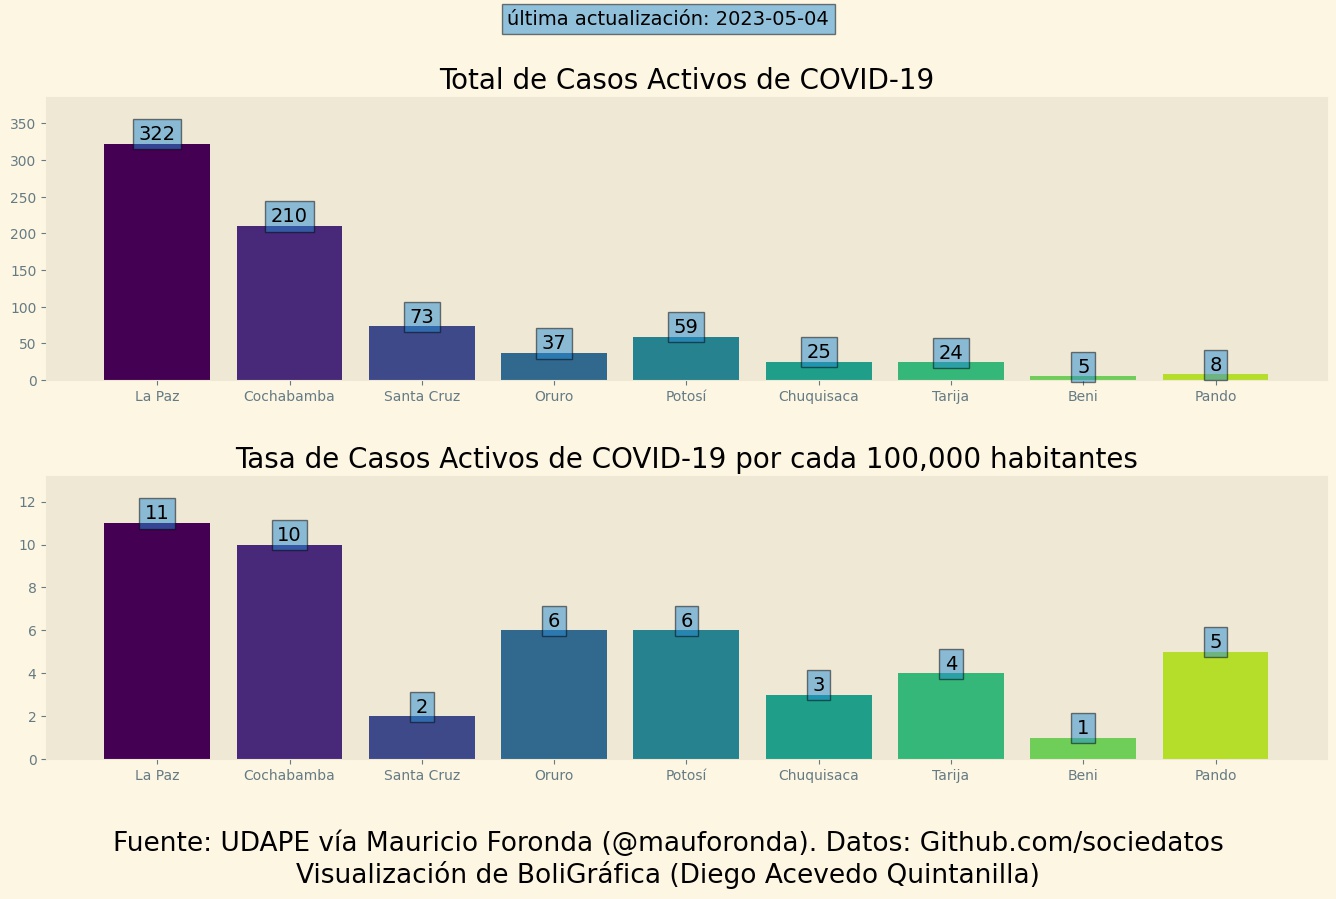 última actualización: 2023-05-04
Total de Casos Activos de COVID-19
350
300
250
200
150
100
50
0
322
210
73
37
59
25
24
5
8
La Paz
Cochabamba
Santa Cruz
Oruro
Potosí
Chuquisaca
Tarija
Beni
Pando
Tasa de Casos Activos de COVID-19 por cada 100,000 habitantes
12
10
8
6
4
2
0
11
10
2
6
6
3
4
1
5
La Paz
Cochabamba
Santa Cruz
Oruro
Potosí
Chuquisaca
Tarija
Beni
Pando
Fuente: UDAPE vía Mauricio Foronda (@mauforonda). Datos: Github.com/sociedatos
Visualización de BoliGráfica (Diego Acevedo Quintanilla)